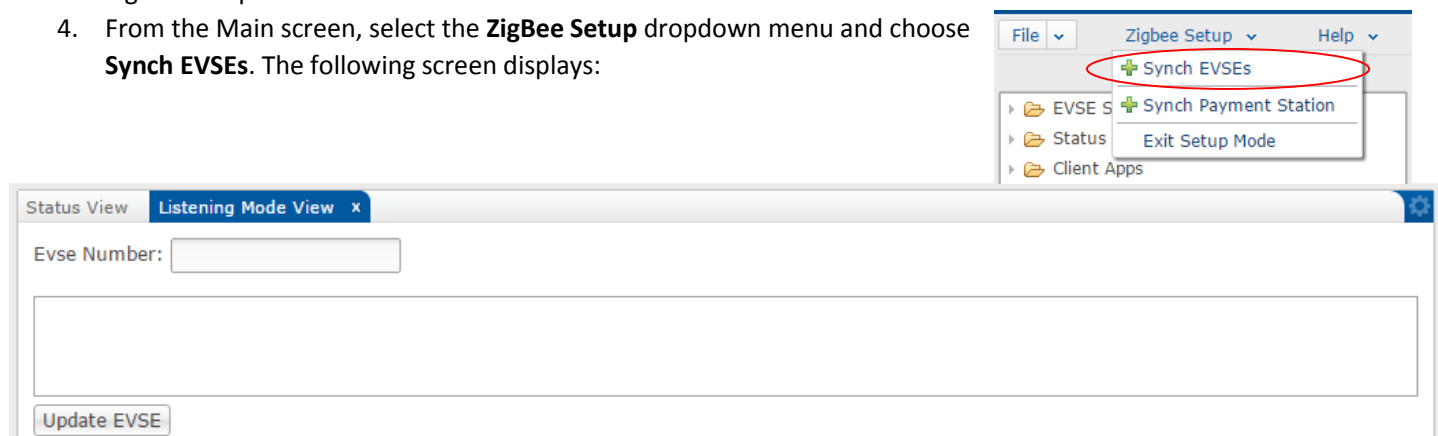 4. From the Main screen, select the ZigBee Setup dropdown menu and choose
Synch EVSEs. The following screen displays:
File Zigbee Setup Help
Synch EVSEs
EVSE S
Synch Payment Station
Status
Exit Setup Mode
Client Apps
Status View Listening Mode View x
Evse Number:
Update EVSE